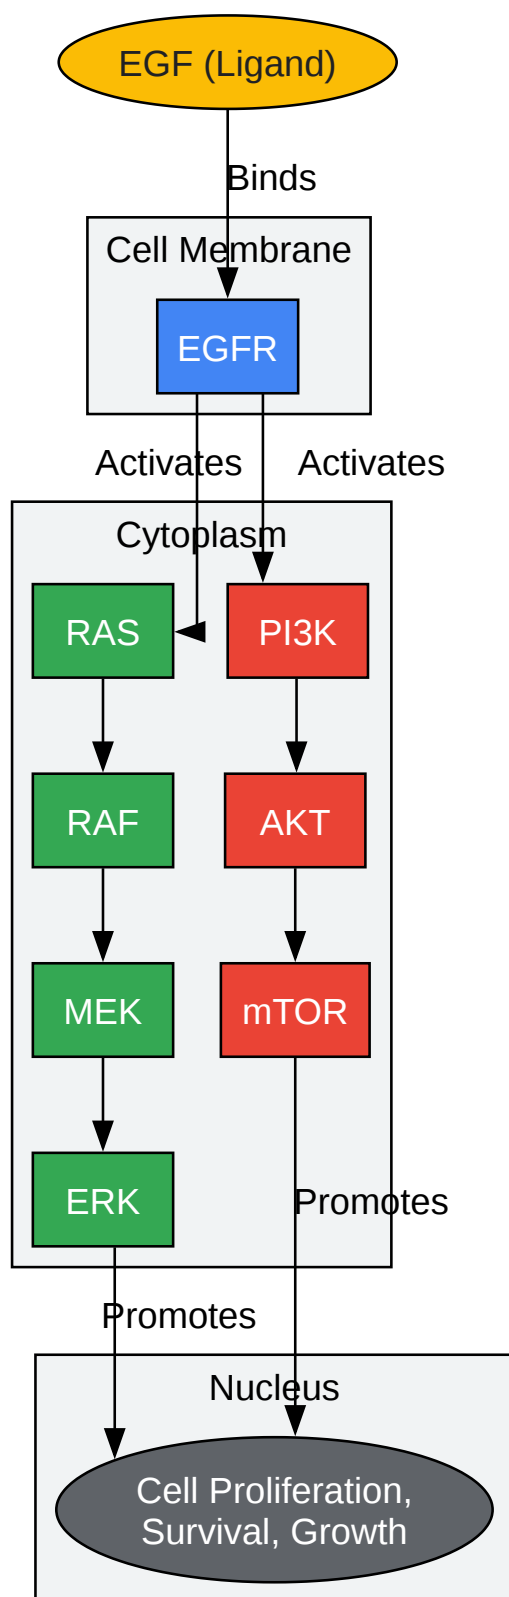 EGF (Ligand)
Binds
Cell Membrane
EGFR
Activates
Activates
Cytoplasm
RAS
PI3K
RAF
AKT
MEK
mTOR
ERK
Promotes
Promotes
Nucleus
Cell Proliferation,
Survival, Growth